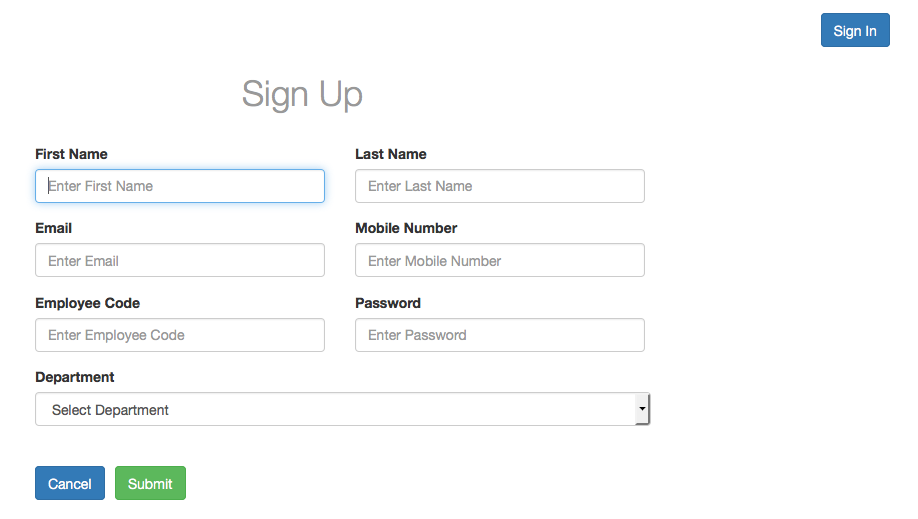 Sign In
Sign Up
First Name Last Name
Enter First Name Enter Last Name
Email Mobile Number
Enter Email Enter Mobile Number
Employee Code Password
Enter Employee Code Enter Password
Department
Select Department
Cancel Submit